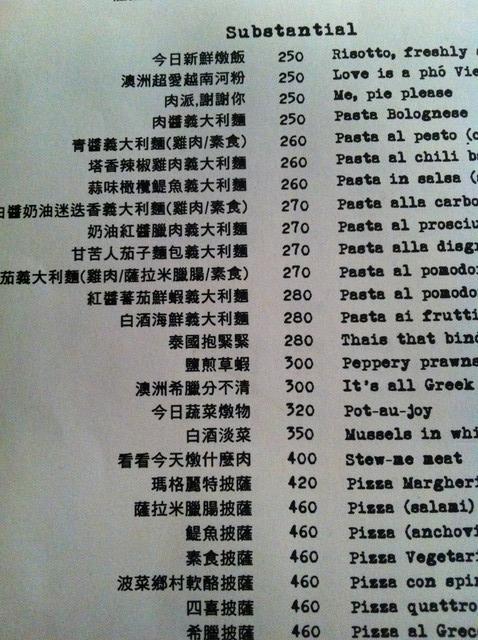 Substantial
今日新鮮燉飯 250 Risotto, freshly
澳洲超愛越南河粉 250 Love is a phó Vie
肉派,謝謝你 250 Me, pie please
肉醬義大利麵 250 Pasta Bolognese
青醬義大利麵(雞肉/素食) 260 Pasta al pesto (
塔香辣椒雞肉義大利麵 260 Pasta al chili b
蒜味橄欖鯷魚義大利麵 260 Pasta in salsa (
白醬奶油迷迭香義大利麵(雞肉/素食) 270 Pasta alla carbo
奶油紅醬臘肉義大利麵 270 Pasta al prosciu
甘苦人茄子麵包義大利麵 270 Pasta alla disgr
茄義大利麵(雞肉/薩拉米臘腸/素食) 270 Pasta al pomodo
紅醬蕃茄鮮蝦義大利麵 280 Pasta al pomodo
白酒海鮮義大利麵 280 Pasta ai frutti
泰國抱緊緊 280 Thais that bind
鹽煎草蝦 300 Peppery prawns
澳洲希臘分不清 300 It's all Greek
今日蔬菜燉物 320 Pot-au-joy
白酒淡菜 350 Mussels in whi
看看今天燉什麼肉 400 Stew-me meat
瑪格麗特披薩 420 Pizza Margheri
薩拉米臘腸披薩 460 Pizza (salami)
鯷魚披薩 460 Pizza (anchovi
素食披薩 460 Pizza Vegetari
波菜鄉村軟酪披薩 460 Pizza con spin
四喜披薩 460 Pizza quattro
希臘披薩 460 Pizza al Grec